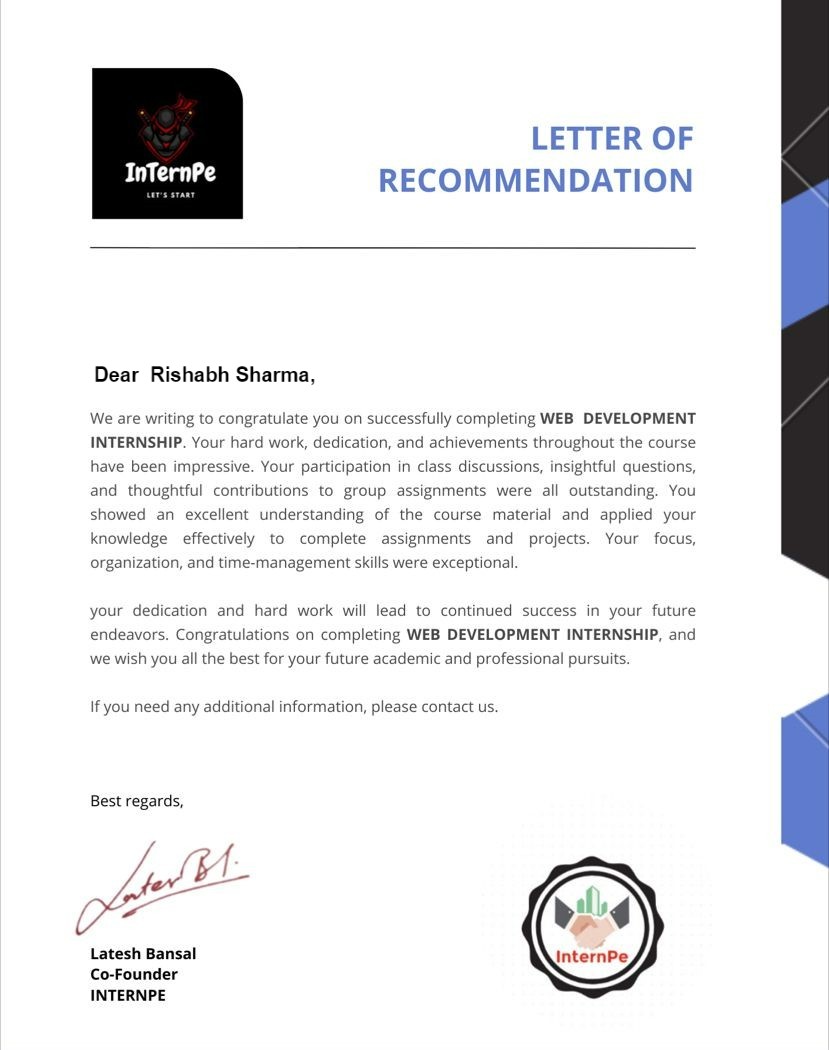 InTernPe
LET'S START
LETTER OF
RECOMMENDATION
Dear Rishabh Sharma,
We are writing to congratulate you on successfully completing WEB DEVELOPMENT
INTERNSHIP. Your hard work, dedication, and achievements throughout the course
have been impressive. Your participation in class discussions, insightful questions,
and thoughtful contributions to group assignments were all outstanding. You
showed an excellent understanding of the course material and applied your
knowledge effectively to complete assignments and projects. Your focus,
organization, and time-management skills were exceptional.
your dedication and hard work will lead to continued success in your future
endeavors. Congratulations on completing WEB DEVELOPMENT INTERNSHIP, and
we wish you all the best for your future academic and professional pursuits.
If you need any additional information, please contact us.
Best regards,
Latesh Bansal
Co-Founder
INTERNPE
InternPe